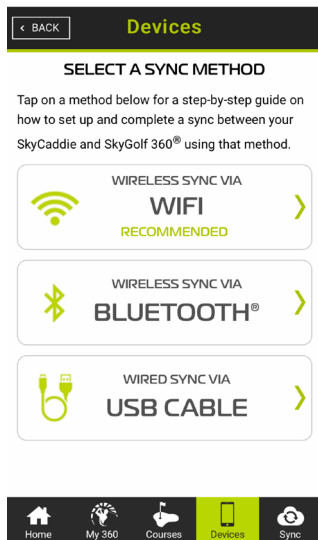 < BACK
Devices
SELECT A SYNC METHOD
Tap on a method below for a step-by-step guide on
how to set up and complete a sync between your
SkyCaddie and SkyGolf 360® using that method.
WIRELESS SYNC VIA
WIFI
RECOMMENDED
WIRELESS SYNC VIA
BLUETOOTH®
WIRED SYNC VIA
USB CABLE
Home My 360 Courses Devices Sync